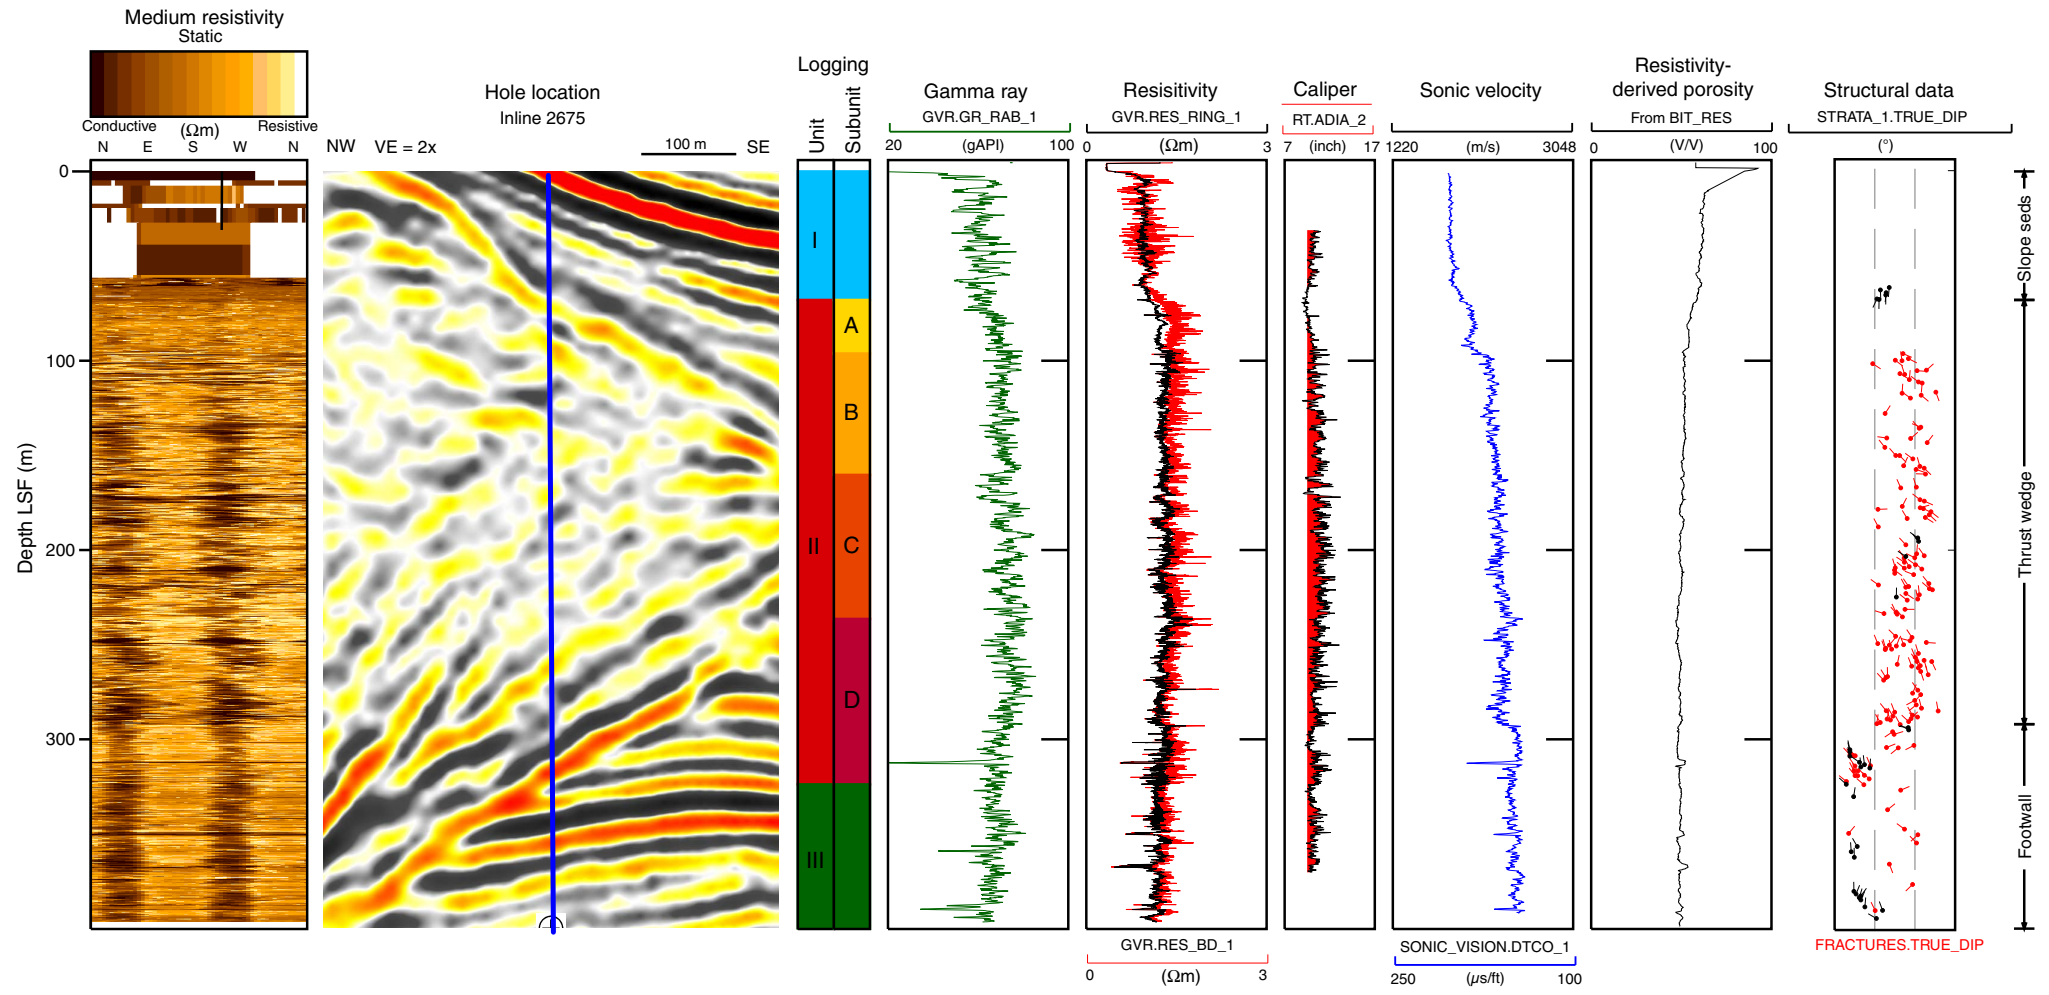 Medium resistivity
Static
Conductive (Ωm) Resistive
N E S W N
Hole location
Inline 2675
NW VE = 2x 100 m SE
Logging
Unit
Subunit
Gamma ray
GVR.GR_RAB_1
20 (gAPI) 100
Resisitivity
GVR.RES_RING_1
0 (Ωm) 3
Caliper
RT.ADIA_2
7 (inch) 17
Sonic velocity
1220 (m/s) 3048
Resistivity-
derived porosity
From BIT_RES
0 (V/V) 100
Structural data
STRATA_1.TRUE_DIP
(°)
Depth LSF (m)
0
100
200
300
I
II
III
A
B
C
D
Slope seds
Thrust wedge
Footwall
GVR.RES_BD_1
0 (Ωm) 3
SONIC_VISION.DTCO_1
250 (µs/ft) 100
FRACTURES.TRUE_DIP